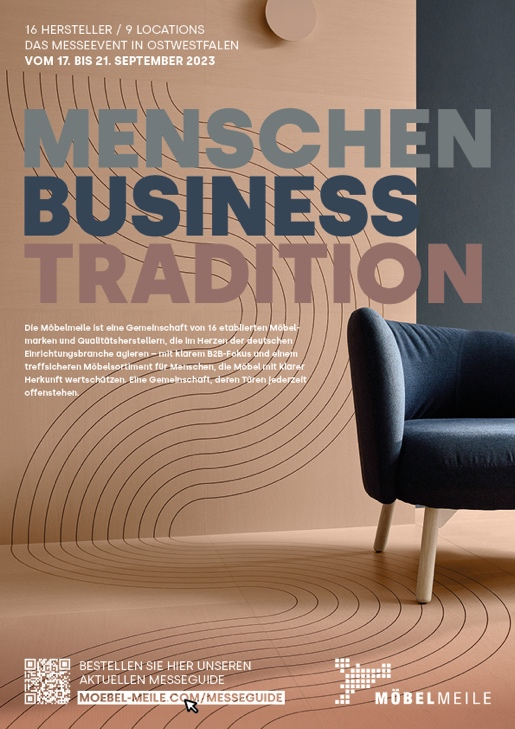 16 HERSTELLER / 9 LOCATIONS
DAS MESSEEVENT IN OSTWESTFALEN
VOM 17. BIS 21. SEPTEMBER 2023
MENSCHEN
BUSINESS
TRADITION
Die Möbelmeile ist eine Gemeinschaft von 16 etablierten Möbel-
marken und Qualitätsherstellern, die im Herzen der deutschen
Einrichtungsbranche agieren – mit klarem B2B-Fokus und einem
treffsicheren Möbelsortiment für Menschen, die Möbel mit klarer
Herkunft wertschätzen. Eine Gemeinschaft, deren Türen jederzeit
offenstehen.
BESTELLEN SIE HIER UNSEREN
AKTUELLEN MESSEGUIDE
MOEBEL-MEILE.COM/MESSEGUIDE
MÖBELMEILE